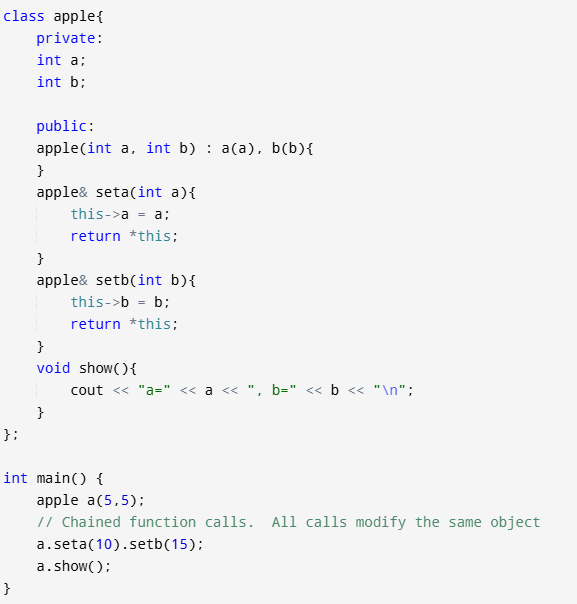 class apple{
    private:
    int a;
    int b;

    public:
    apple(int a, int b) : a(a), b(b){
    }
    apple& seta(int a){
        this->a = a;
        return *this;
    }
    apple& setb(int b){
        this->b = b;
        return *this;
    }
    void show(){
        cout << "a=" << a << ", b=" << b << "\n";
    }
};

int main() {
    apple a(5,5);
    // Chained function calls.  All calls modify the same object
    a.seta(10).setb(15);
    a.show();
}